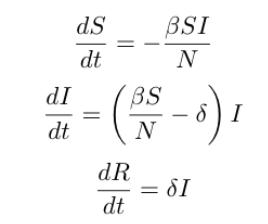 dS/dt = −βSI/N
dI/dt = (βS/N − δ) I
dR/dt = δI